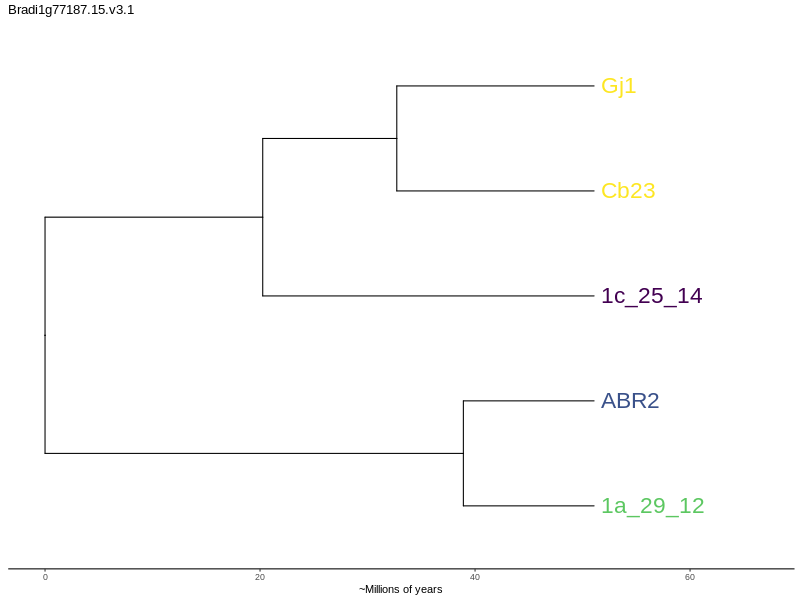 Bradi1g77187.15.v3.1
Gj1
Cb23
1c_25_14
ABR2
1a_29_12
0 20 40 60
~Millions of years